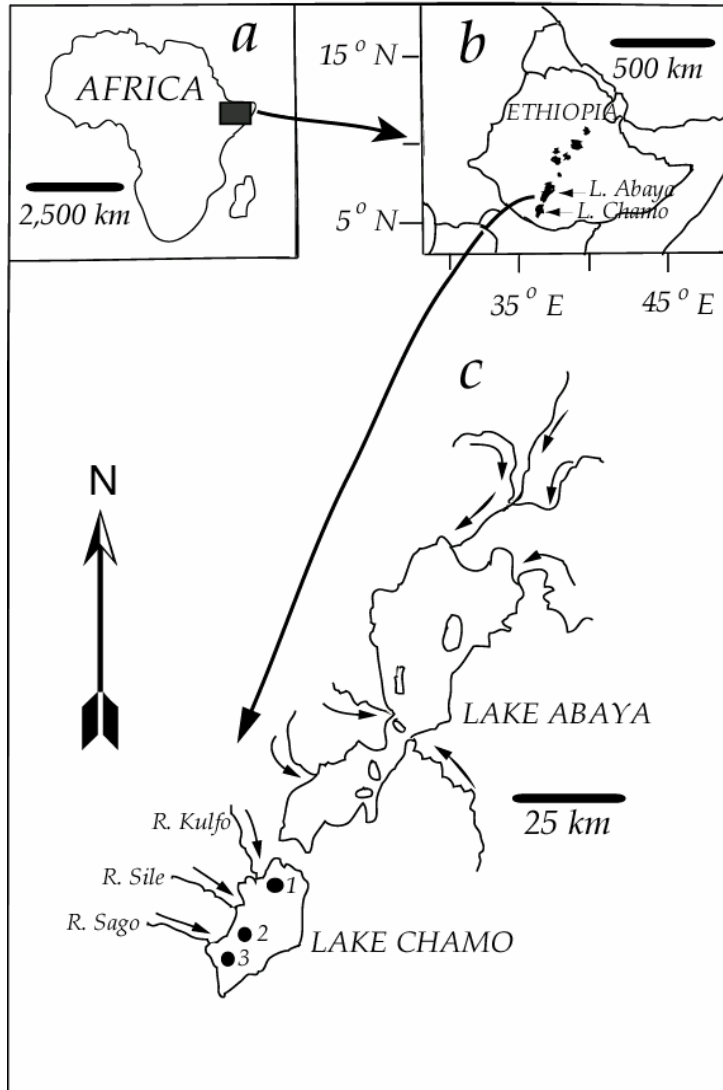 a
AFRICA
2,500 km
b
15 º N
500 km
ETHIOPIA
L. Abaya
L. Chamo
5 º N
35 º E
45 º E
c
N
LAKE ABAYA
25 km
R. Kulfo
R. Sile
1
R. Sago
2
LAKE CHAMO
3